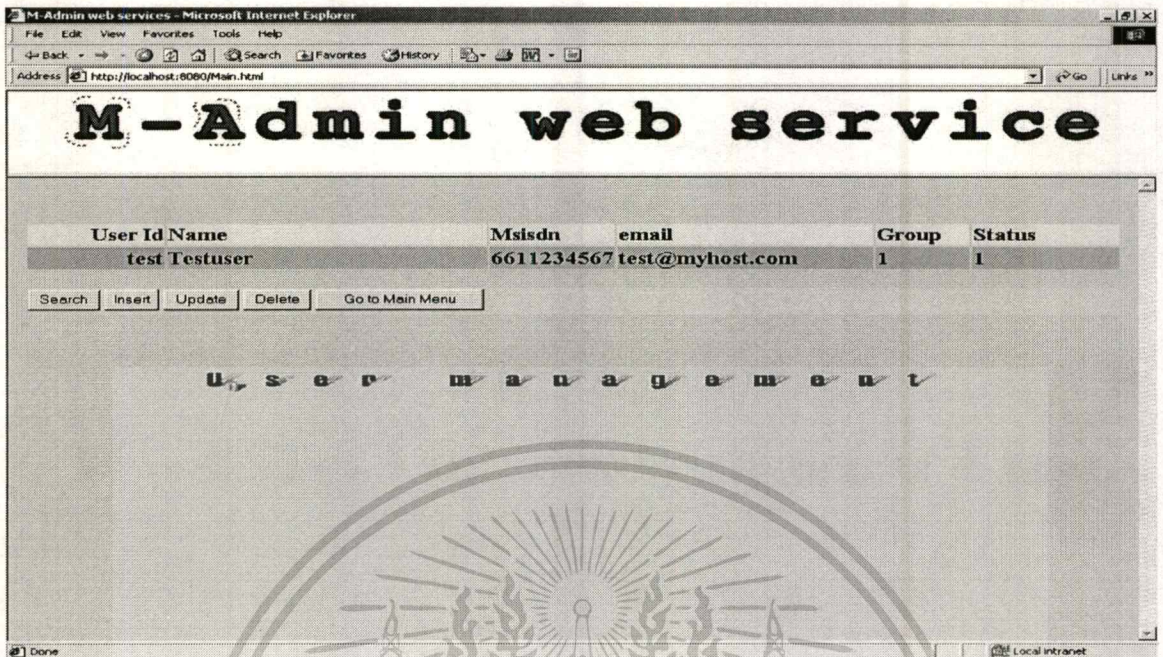 M-Admin web services - Microsoft Internet Explorer
File Edit View Favorites Tools Help
Back Search Favorites History
Address http://localhost:8080/Main.html Go Links »
M-Admin web service
User Id Name Msisdn email Group Status
test Testuser 6611234567 test@myhost.com 1 1
Search Insert Update Delete Go to Main Menu
User management
Done Local intranet